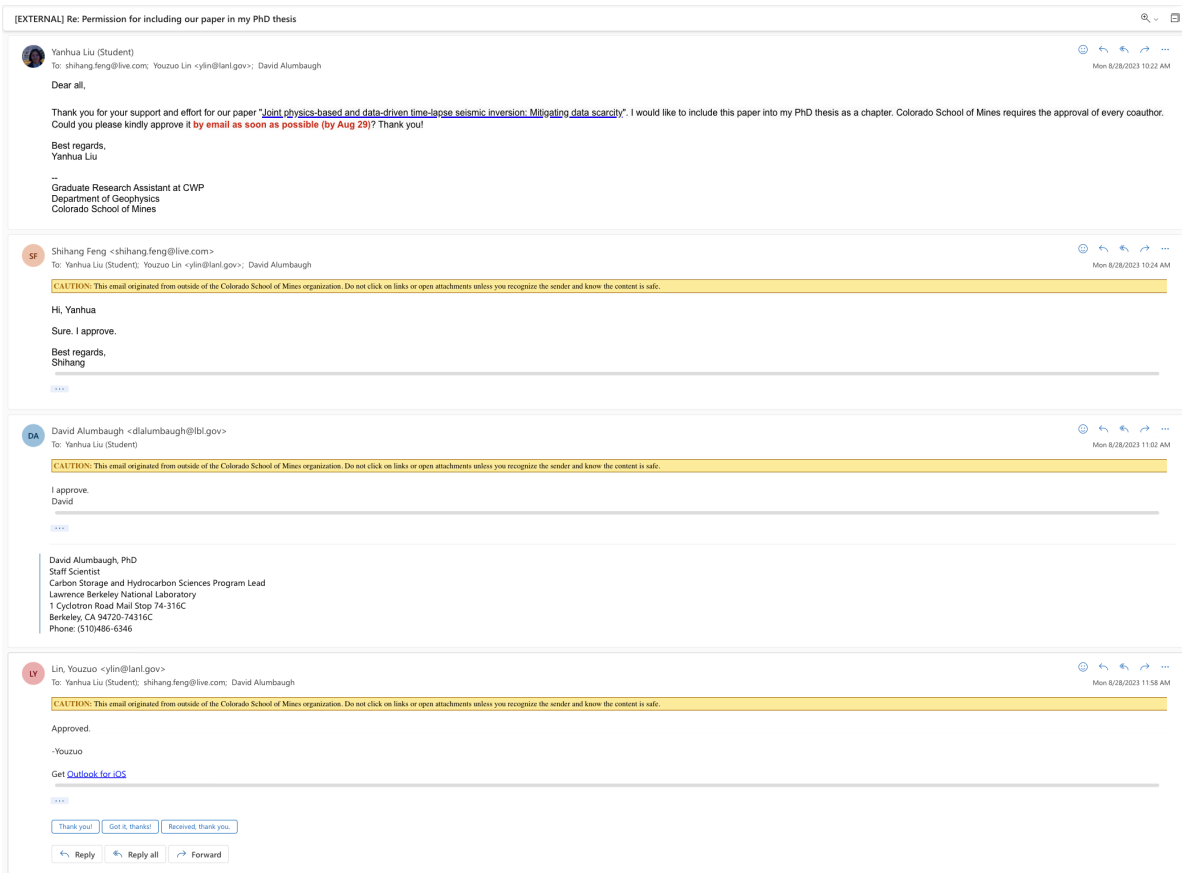 [EXTERNAL] Re: Permission for including our paper in my PhD thesis
Yanhua Liu (Student)
To: shihang.feng@live.com; Youzuo Lin <ylin@lanl.gov>; David Alumbaugh
Mon 8/28/2023 10:22 AM
Dear all,
Thank you for your support and effort for our paper "Joint physics-based and data-driven time-lapse seismic inversion: Mitigating data scarcity". I would like to include this paper into my PhD thesis as a chapter. Colorado School of Mines requires the approval of every coauthor.
Could you please kindly approve it by email as soon as possible (by Aug 29)? Thank you!
Best regards,
Yanhua Liu
--
Graduate Research Assistant at CWP
Department of Geophysics
Colorado School of Mines
SF
Shihang Feng <shihang.feng@live.com>
To: Yanhua Liu (Student); Youzuo Lin <ylin@lanl.gov>; David Alumbaugh
Mon 8/28/2023 10:24 AM
CAUTION: This email originated from outside of the Colorado School of Mines organization. Do not click on links or open attachments unless you recognize the sender and know the content is safe.
Hi, Yanhua
Sure. I approve.
Best regards,
Shihang
...
DA
David Alumbaugh <dlalumbaugh@lbl.gov>
To: Yanhua Liu (Student)
Mon 8/28/2023 11:02 AM
CAUTION: This email originated from outside of the Colorado School of Mines organization. Do not click on links or open attachments unless you recognize the sender and know the content is safe.
I approve.
David
...
David Alumbaugh, PhD
Staff Scientist
Carbon Storage and Hydrocarbon Sciences Program Lead
Lawrence Berkeley National Laboratory
1 Cyclotron Road Mail Stop 74-316C
Berkeley, CA 94720-74316C
Phone: (510)486-6346
LY
Lin, Youzuo <ylin@lanl.gov>
To: Yanhua Liu (Student); shihang.feng@live.com; David Alumbaugh
Mon 8/28/2023 11:58 AM
CAUTION: This email originated from outside of the Colorado School of Mines organization. Do not click on links or open attachments unless you recognize the sender and know the content is safe.
Approved.
-Youzuo
Get Outlook for iOS
...
Thank you! Got it, thanks! Received, thank you.
Reply Reply all Forward